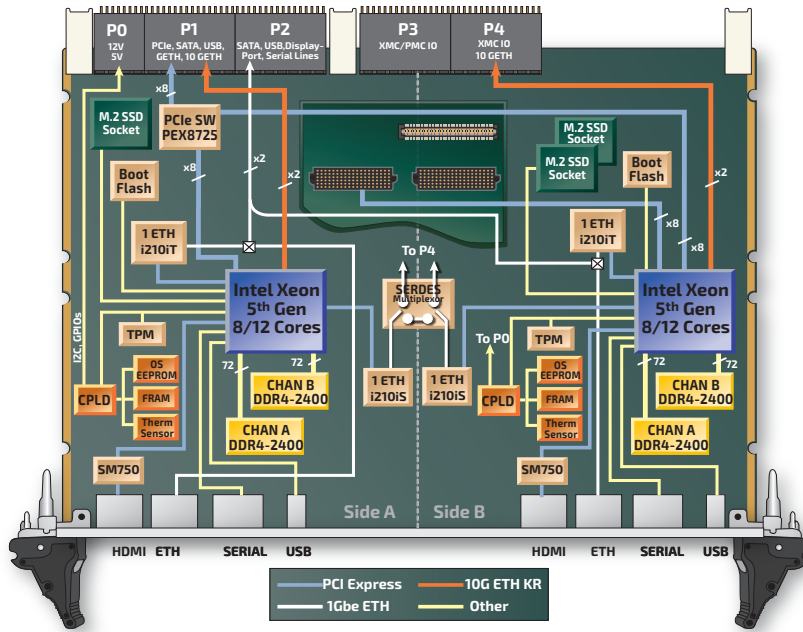 P0
12V
5V
P1
PCIe, SATA, USB,
GETH, 10 GETH
P2
SATA, USB,Display-
Port, Serial Lines
P3
XMC/PMC IO
P4
XMC IO
10 GETH
x8
M.2 SSD
Socket
PCIe SW
PEX8725
x8
x2
x2
Boot
Flash
1 ETH
i210iT
Intel Xeon
5th Gen
8/12 Cores
I2C, GPIOs
TPM
OS
EEPROM
CPLD
FRAM
Therm
Sensor
72
72
CHAN B
DDR4-2400
CHAN A
DDR4-2400
SM750
To P4
SERDES
Multiplexor
1 ETH
i210iS
1 ETH
i210iS
M.2 SSD
Socket
M.2 SSD
Socket
Boot
Flash
x2
1 ETH
i210iT
x8
x8
Intel Xeon
5th Gen
8/12 Cores
To P0
TPM
OS
EEPROM
CPLD
FRAM
Therm
Sensor
72
72
CHAN B
DDR4-2400
CHAN A
DDR4-2400
SM750
Side A
Side B
HDMI
ETH
SERIAL
USB
HDMI
ETH
SERIAL
USB
PCI Express
10G ETH KR
1Gbe ETH
Other